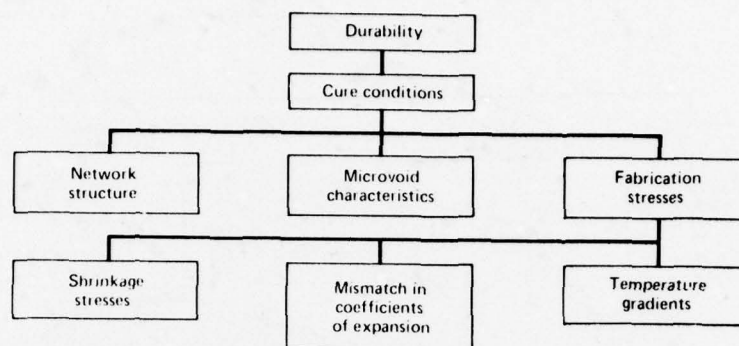 Durability
Cure conditions
Network
structure
Microvoid
characteristics
Fabrication
stresses
Shrinkage
stresses
Mismatch in
coefficients
of expansion
Temperature
gradients